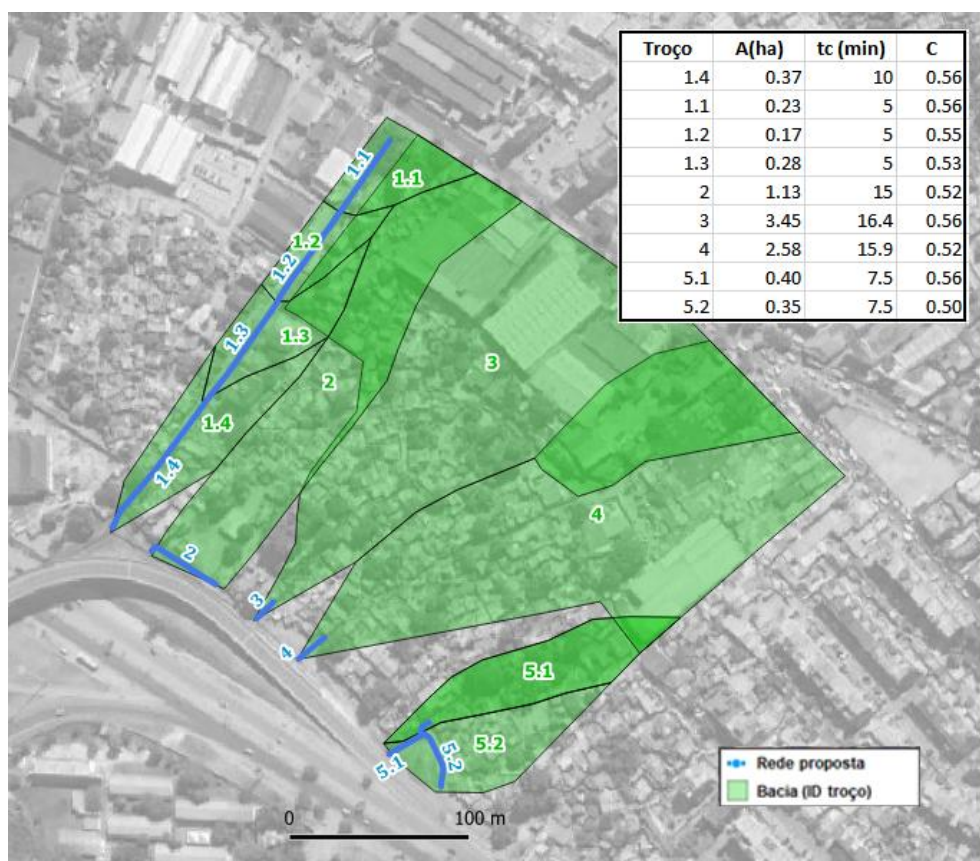 Troço A(ha) tc (min) C
1.4 0.37 10 0.56
1.1 0.23 5 0.56
1.2 0.17 5 0.55
1.3 0.28 5 0.53
2 1.13 15 0.52
3 3.45 16.4 0.56
4 2.58 15.9 0.52
5.1 0.40 7.5 0.56
5.2 0.35 7.5 0.50
1.1
1.1
1.2
1.2
1.3
1.3
2
3
1.4
1.4
4
2
3
4
5.1
5.2
5.1
5.2
Rede proposta
Bacia (ID troço)
0 100 m